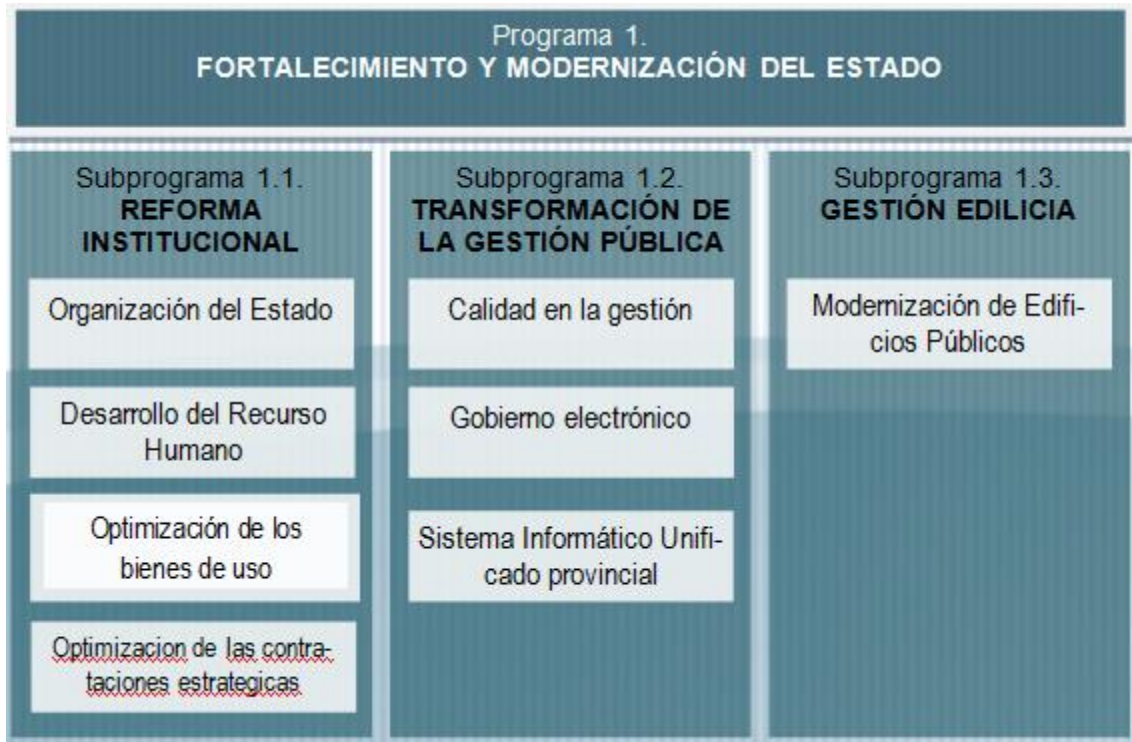 Programa 1.
FORTALECIMIENTO Y MODERNIZACIÓN DEL ESTADO
Subprograma 1.1.
REFORMA
INSTITUCIONAL
Organización del Estado
Desarrollo del Recurso
Humano
Optimización de los
bienes de uso
Optimizacion de las contra-
taciones estrategicas
Subprograma 1.2.
TRANSFORMACIÓN DE
LA GESTIÓN PÚBLICA
Calidad en la gestión
Gobierno electrónico
Sistema Informático Unifi-
cado provincial
Subprograma 1.3.
GESTIÓN EDILICIA
Modernización de Edifi-
cios Públicos